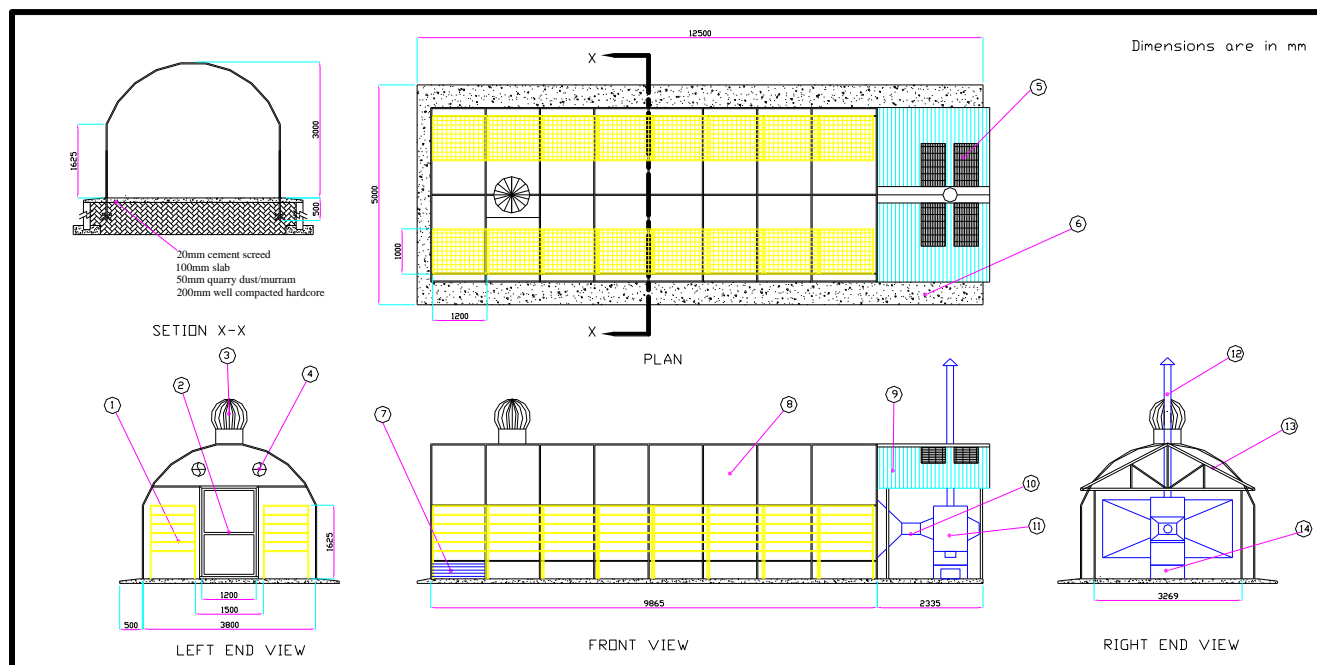 Dimensions are in mm
12500
X
5
3000
1625
5000
500
6
1000
20mm cement screed
100mm slab
50mm quarry dust/murram
200mm well compacted hardcore
1200
SETION X-X
X
PLAN
3
2
4
1
7
8
9
12
13
10
11
14
1625
1200
1500
500
3800
9865
2335
3269
LEFT END VIEW
FRONT VIEW
RIGHT END VIEW